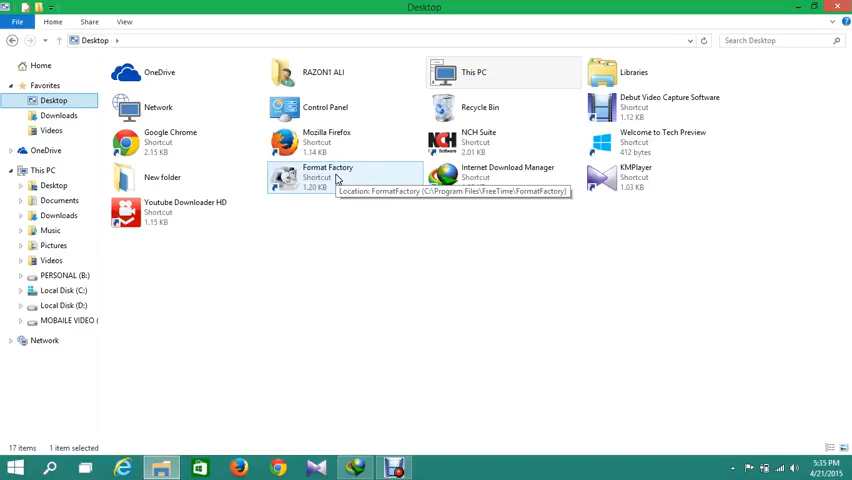 Desktop
File Home Share View
Desktop
Search Desktop
Home
Favorites
Desktop
Downloads
Videos
OneDrive
This PC
Desktop
Documents
Downloads
Music
Pictures
Videos
PERSONAL (B:)
Local Disk (C:)
Local Disk (D:)
MOBAILE VIDEO (
Network
OneDrive
RAZON1 ALI
This PC
Libraries
Network
Control Panel
Recycle Bin
Debut Video Capture Software
Shortcut
1.12 KB
Google Chrome
Shortcut
2.15 KB
Mozilla Firefox
Shortcut
1.14 KB
NCH
NCH Suite
Shortcut
2.01 KB
Welcome to Tech Preview
Shortcut
412 bytes
New folder
Format Factory
Shortcut
1.20 KB
Internet Download Manager
Shortcut
KMPlayer
Shortcut
1.03 KB
Location: FormatFactory (C:\Program Files\FreeTime\FormatFactory)
Youtube Downloader HD
Shortcut
1.15 KB
17 items 1 item selected
5:35 PM
4/21/2015